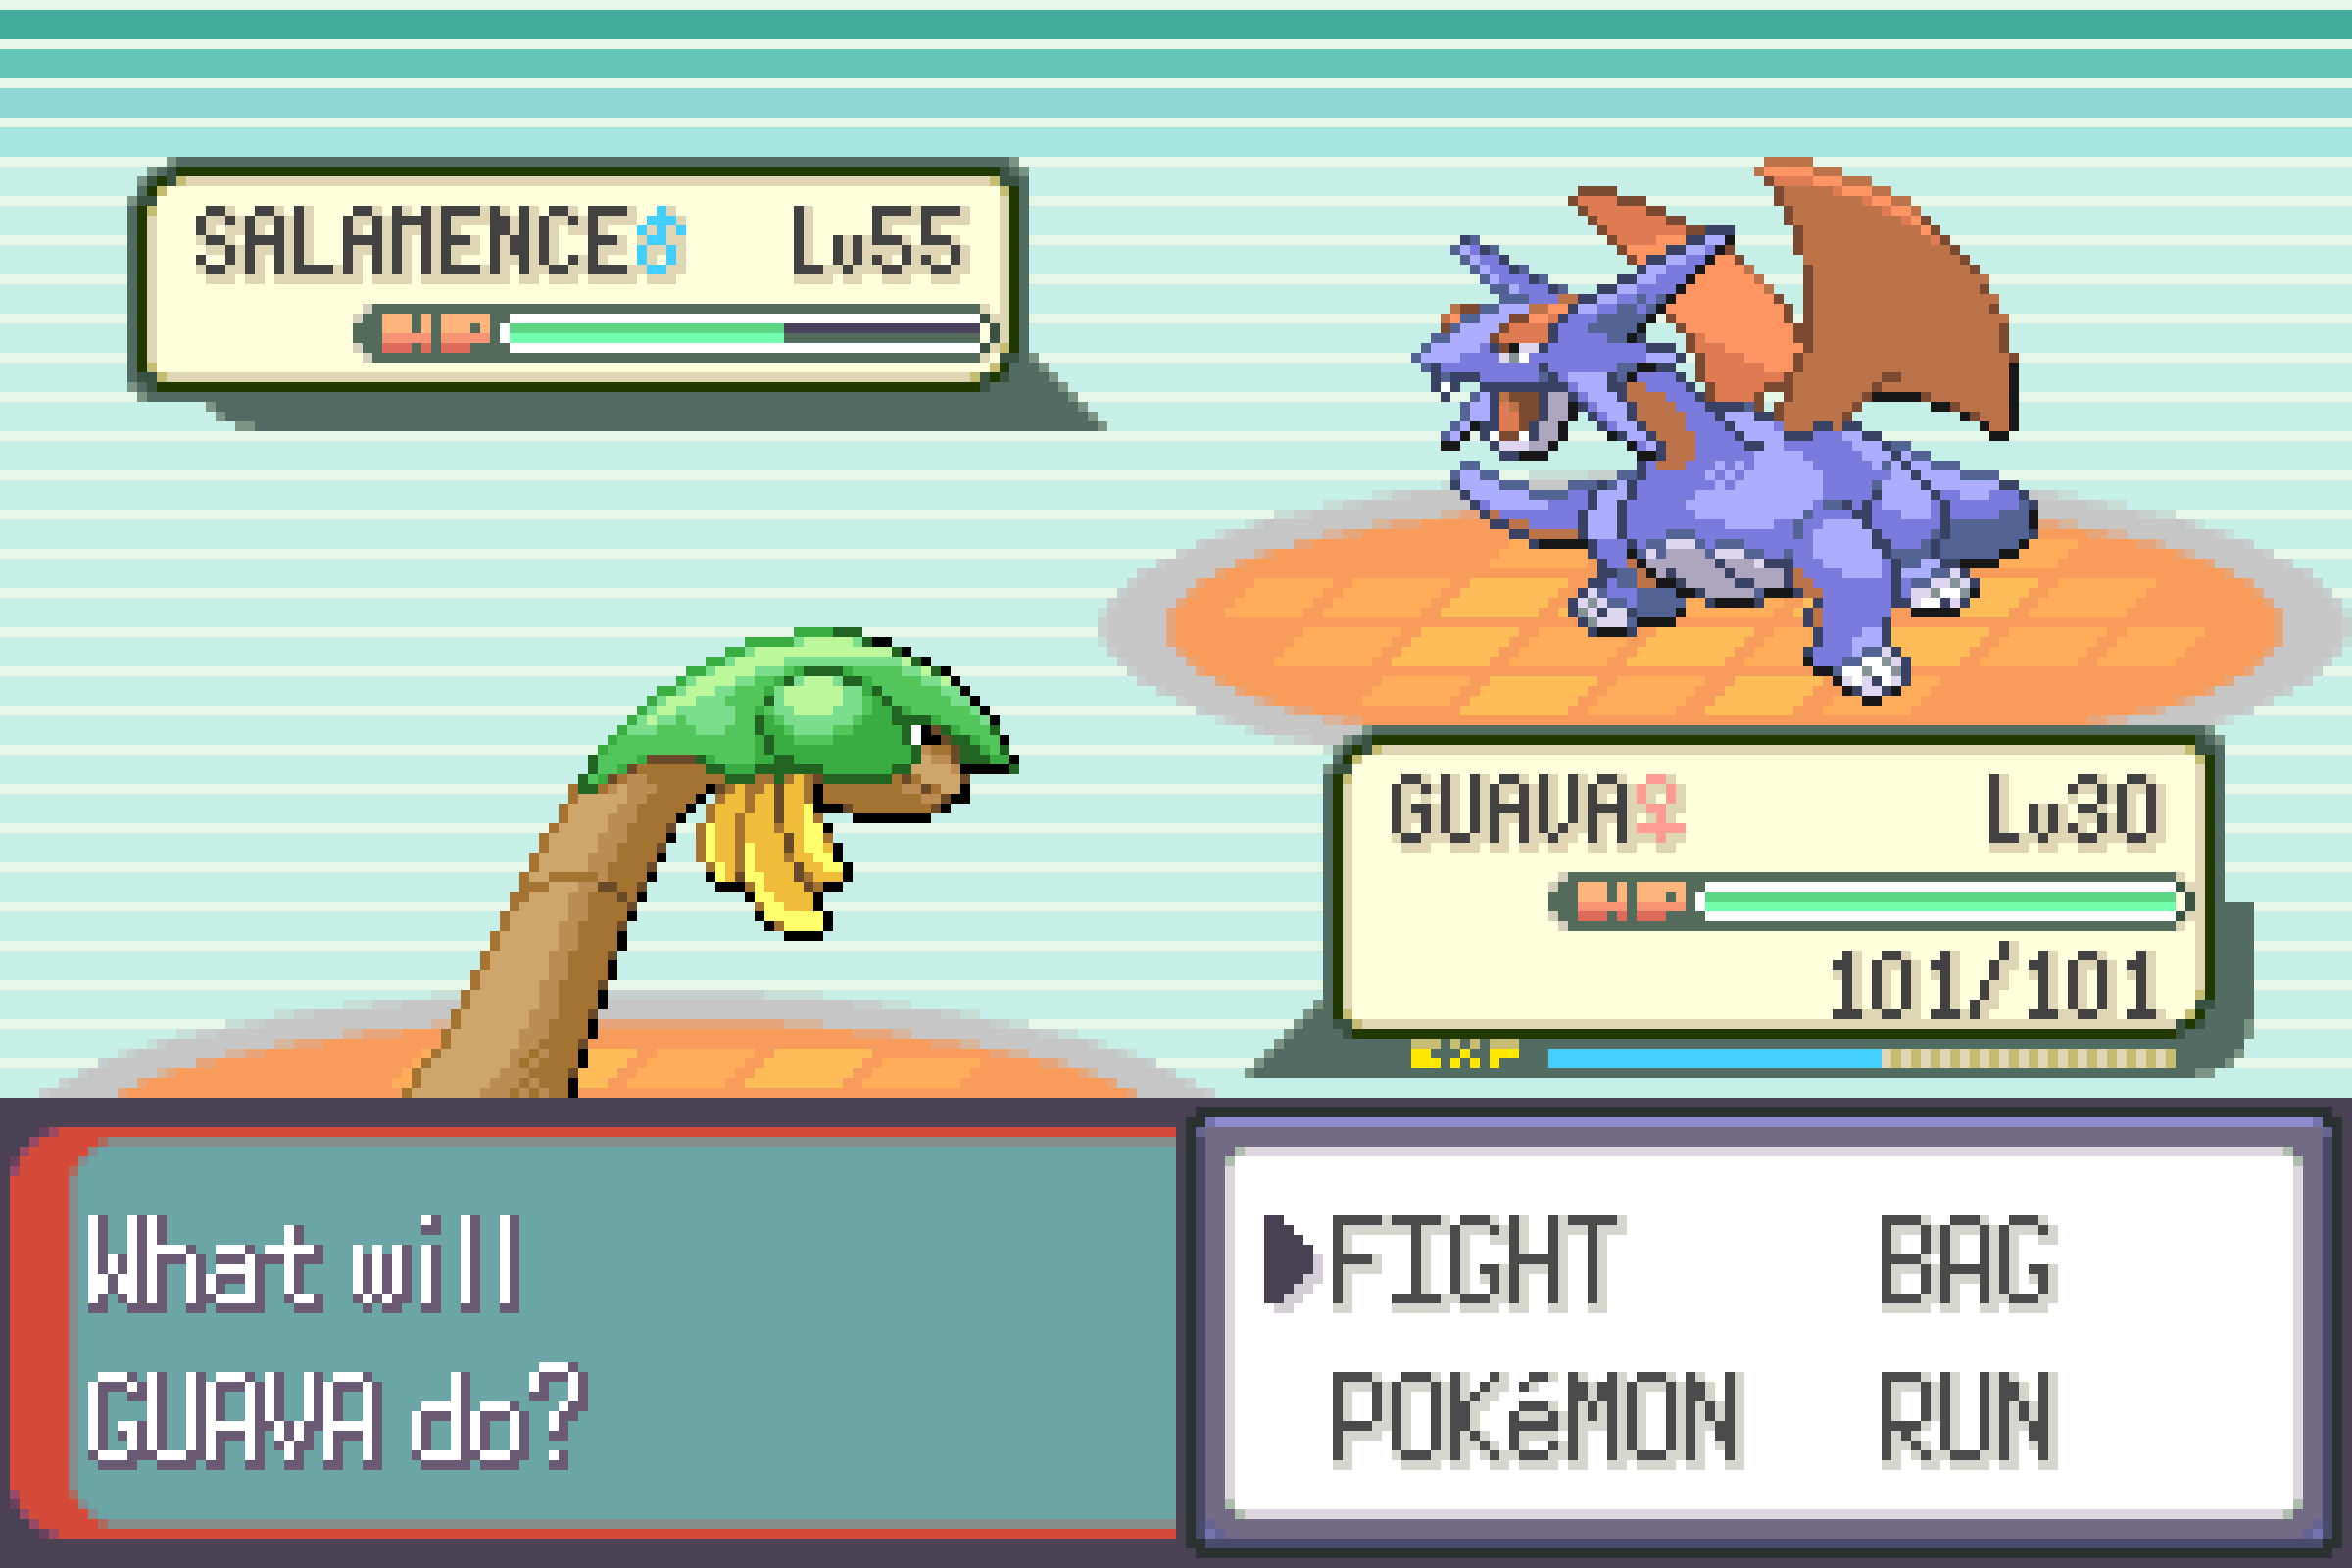 SALAMENCE♂ Lv55
HP
GUAVA♀ Lv30
HP
101/101
EXP
What will
GUAVA do?
FIGHT BAG
POKéMON RUN